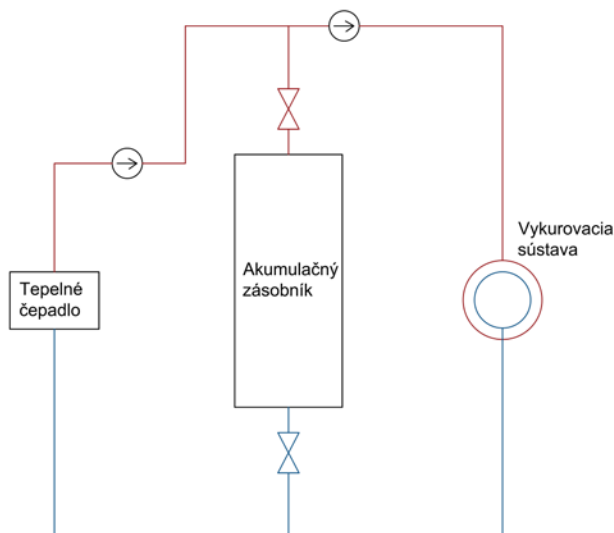 Tepelné
čepadlo
Akumulačný
zásobník
Vykurovacia
sústava